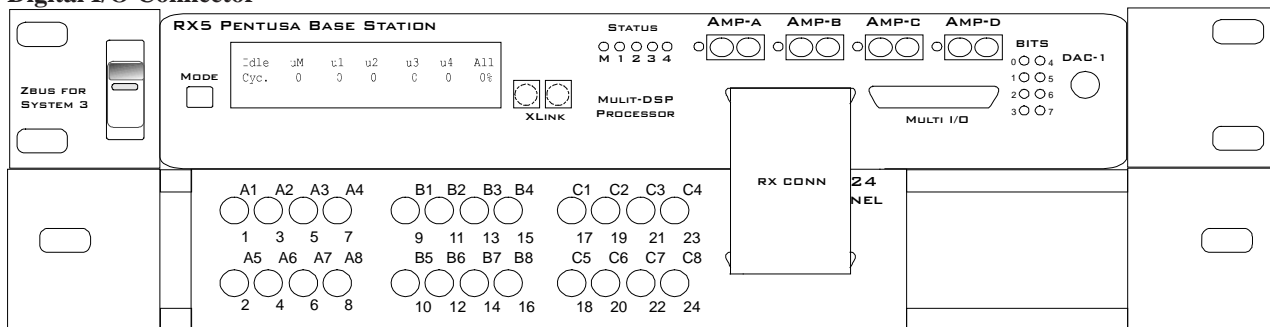 Digital I/O Connector
RX5 PENTUSA BASE STATION
STATUS
AMP-A AMP-B AMP-C AMP-D
BITS
M 1 2 3 4
0 4
DAC-1
Idle uM u1 u2 u3 u4 All
Cyc. 0 0 0 0 0 0%
MODE
1 5
ZBUS FOR
SYSTEM 3
2 6
MULIT-DSP
PROCESSOR
XLINK
MULTI I/O
3 7
RX CONN
24
NEL
A1 A2 A3 A4 B1 B2 B3 B4 C1 C2 C3 C4
1 3 5 7 9 11 13 15 17 19 21 23
A5 A6 A7 A8 B5 B6 B7 B8 C5 C6 C7 C8
2 4 6 8 10 12 14 16 18 20 22 24